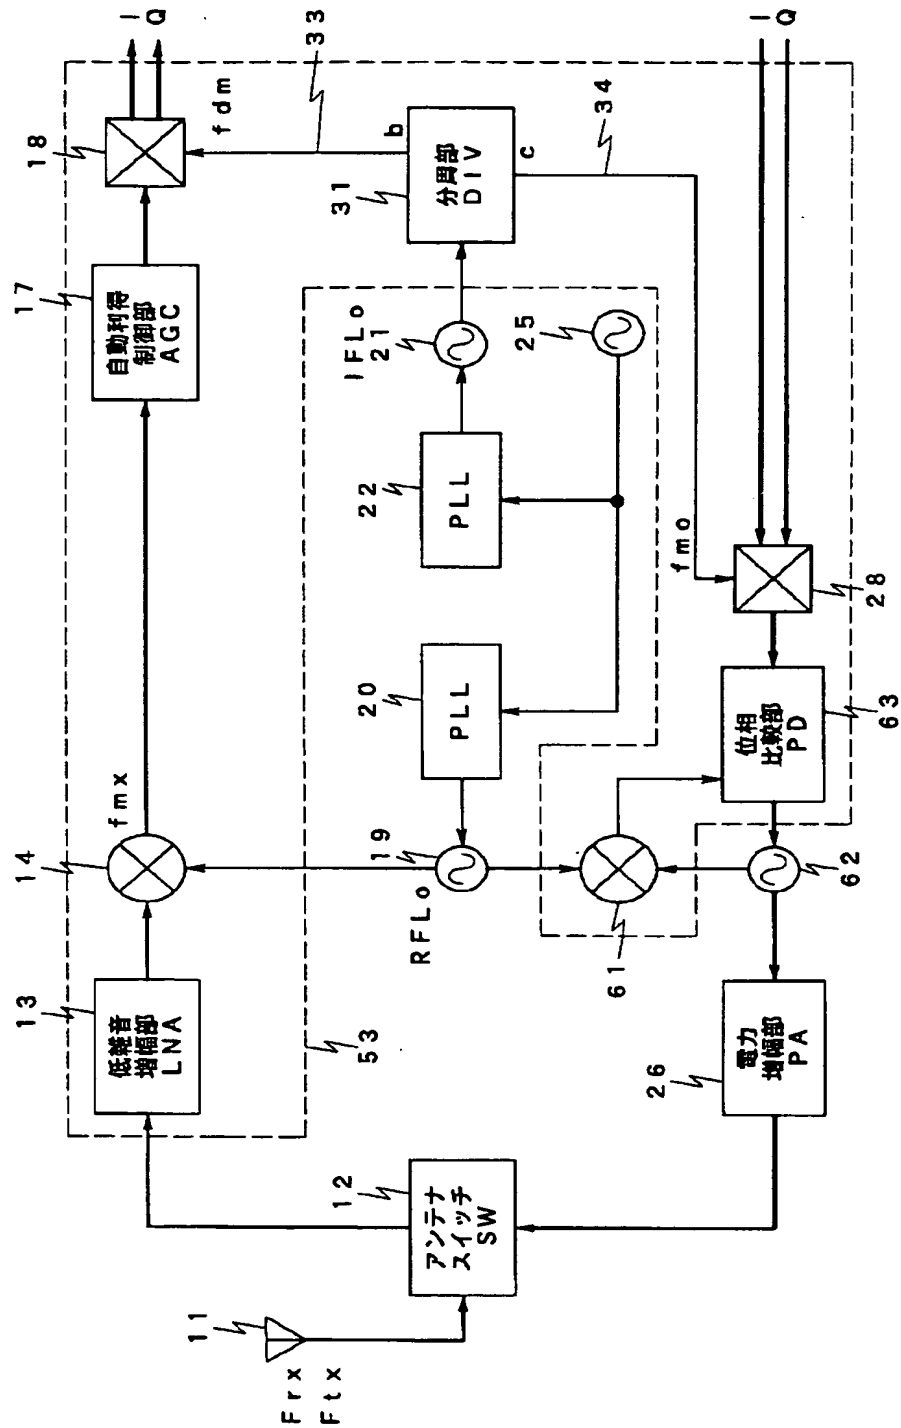 11
Frx
Ftx
12
アンテナ
スイッチ
SW
13
低雑音
増幅部
LNA
14
fmx
17
自動利得
制御部
AGC
18
I
Q
fdm
33
53
RFLo
19
20
PLL
22
PLL
IFLo
21
25
31
分周部
DIV
b
c
34
26
電力
増幅部
PA
61
62
位相
比較部
PD
63
fmo
28
I
Q